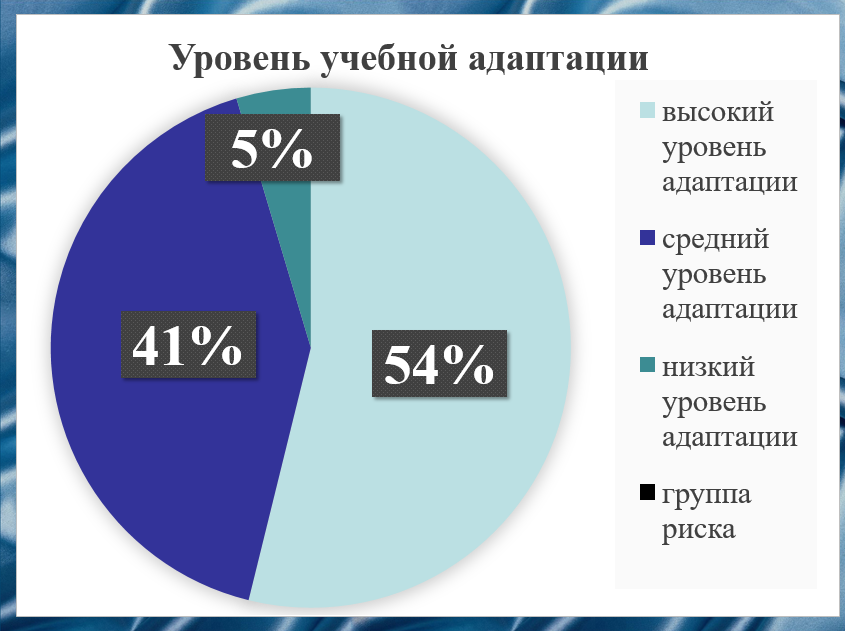 Уровень учебной адаптации
5%
41%
54%
высокий
уровень
адаптации
средний
уровень
адаптации
низкий
уровень
адаптации
группа
риска